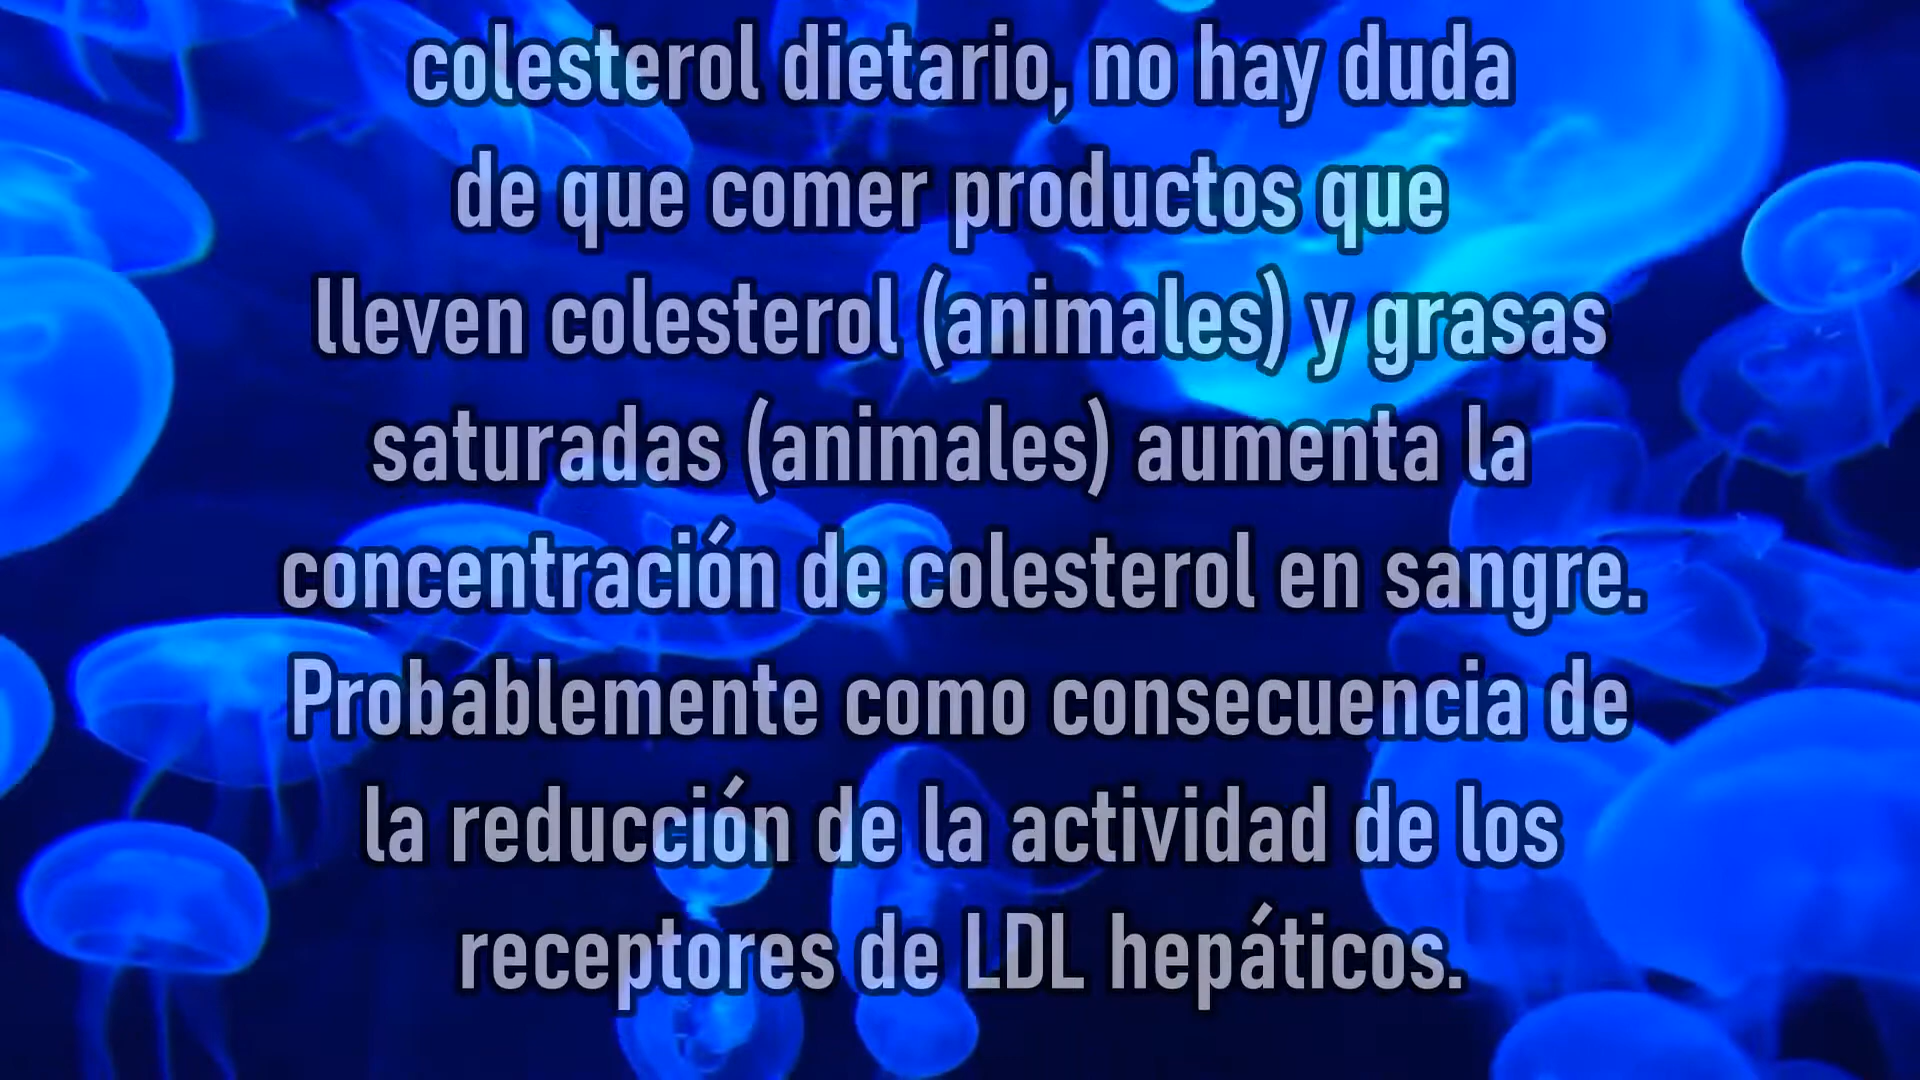 colesterol dietario, no hay duda
de que comer productos que
lleven colesterol (animales) y grasas
saturadas (animales) aumenta la
concentración de colesterol en sangre.
Probablemente como consecuencia de
la reducción de la actividad de los
receptores de LDL hepáticos.